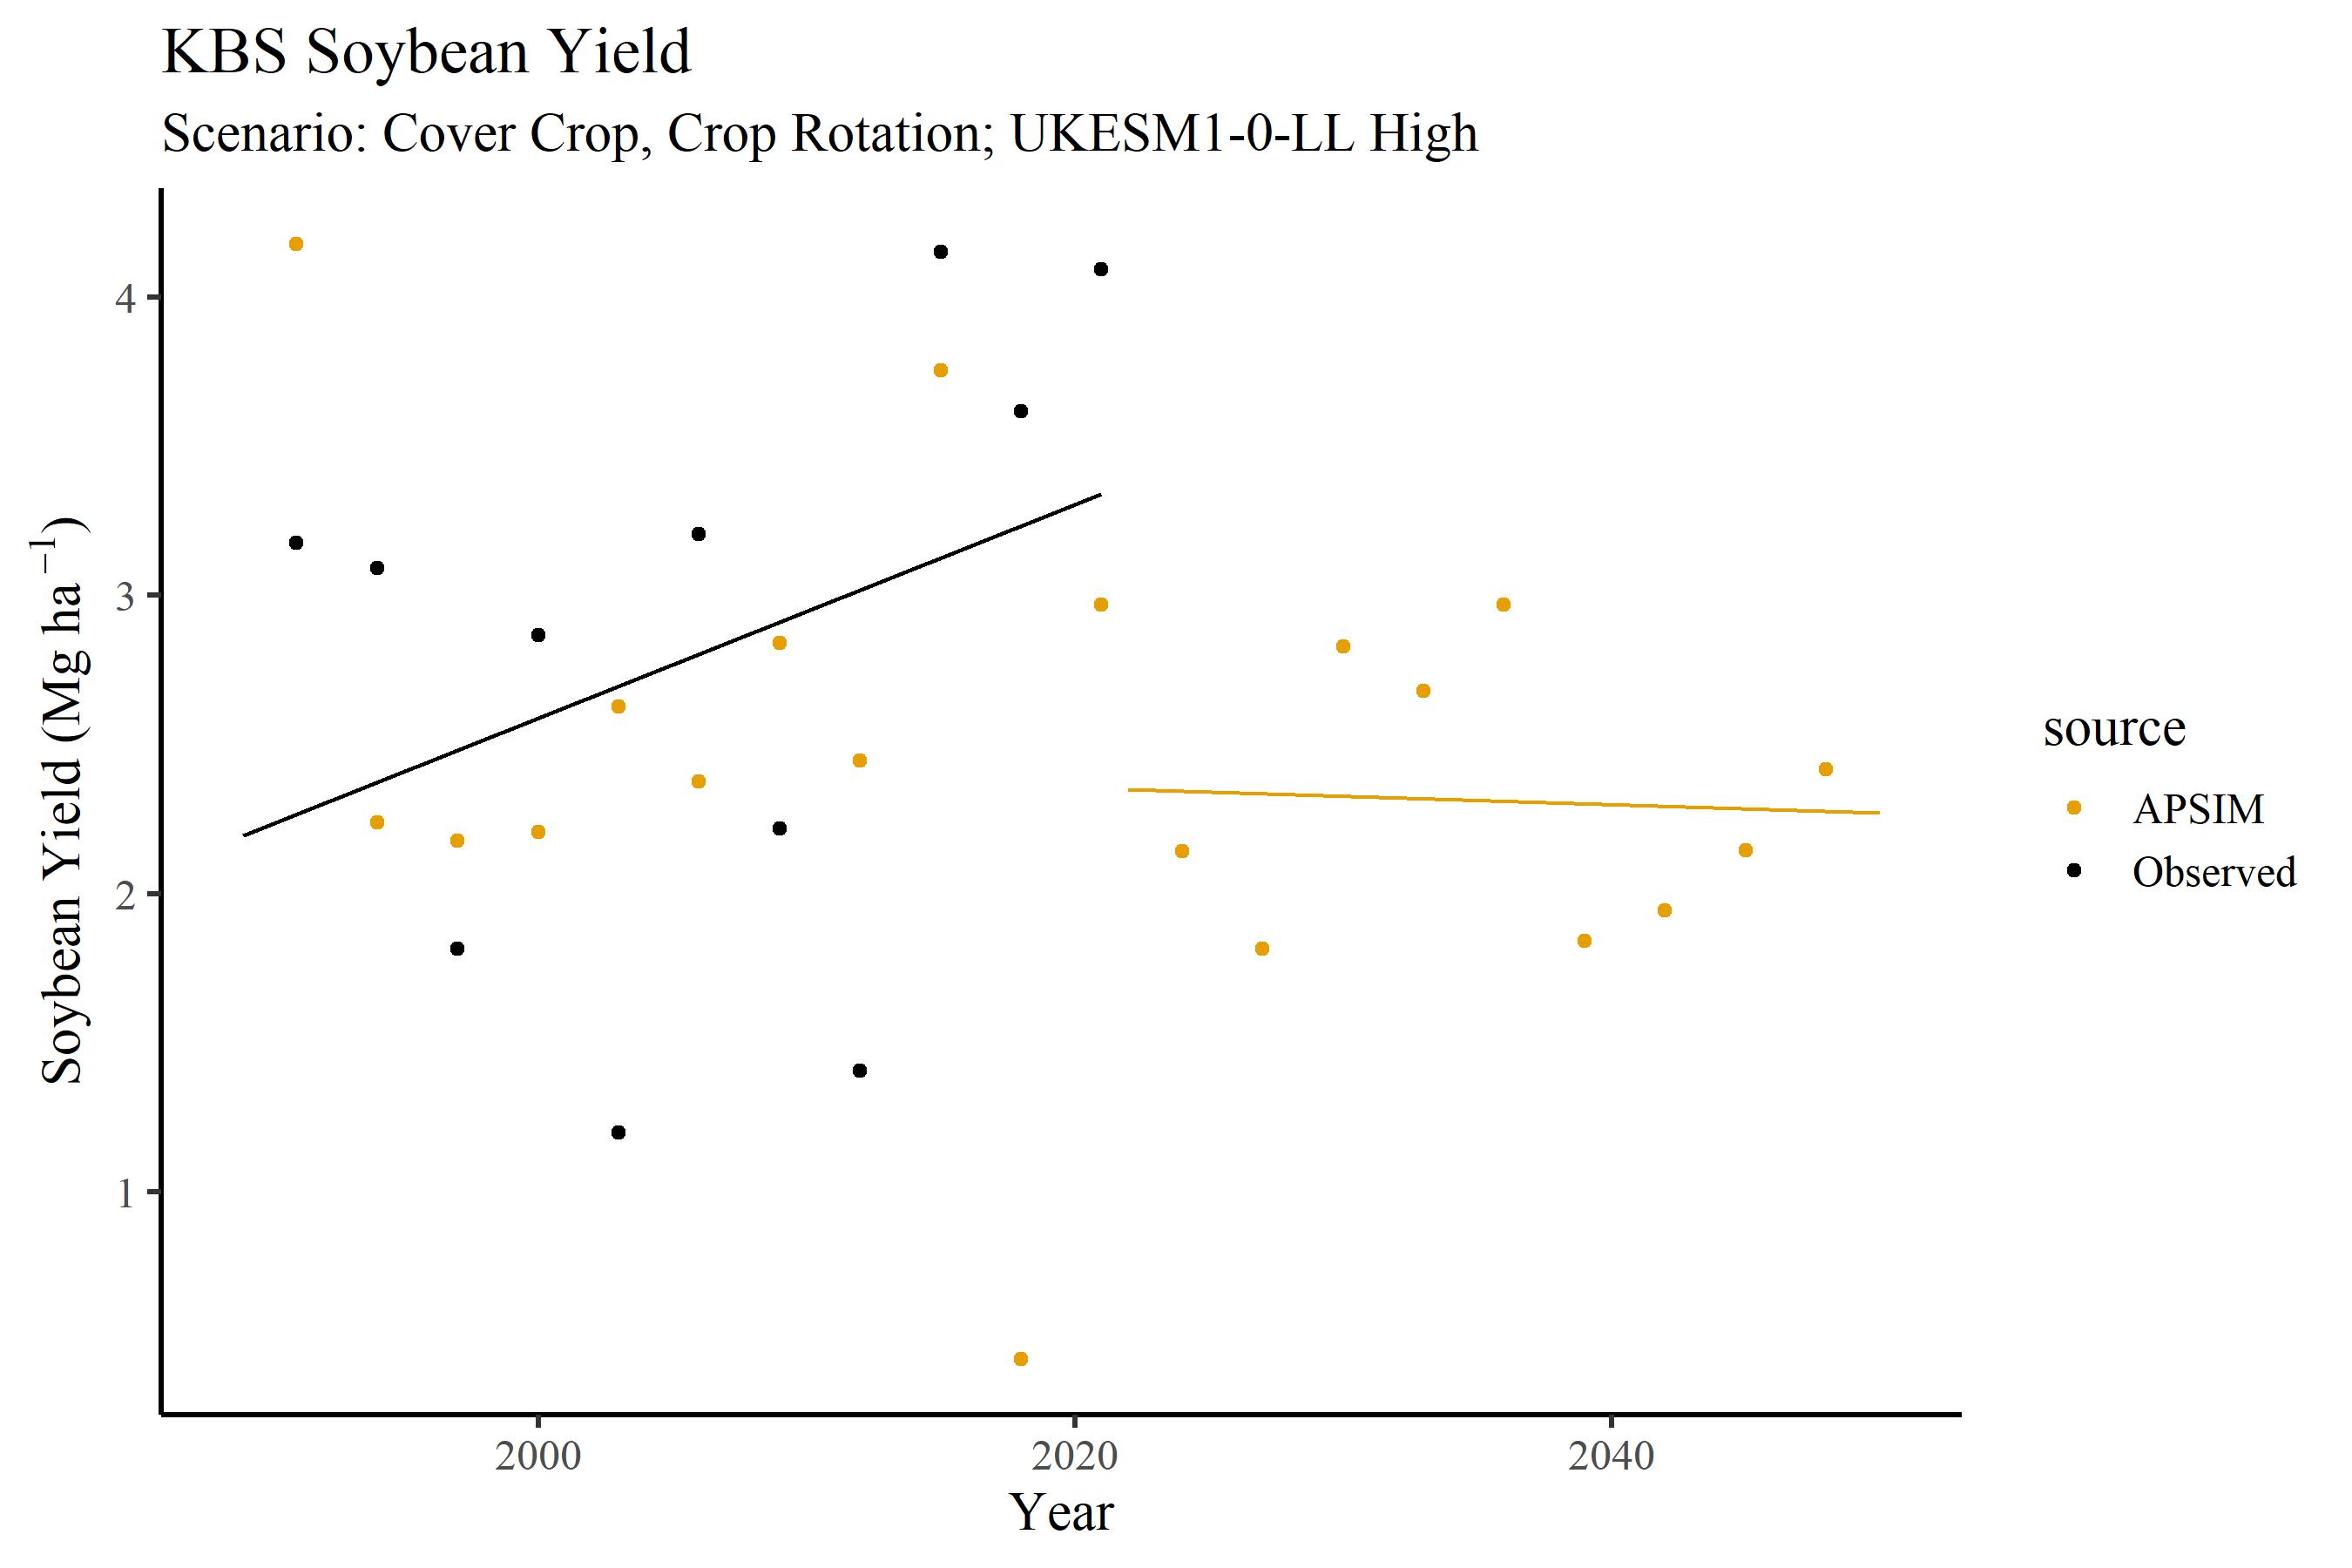 KBS Soybean Yield
Scenario: Cover Crop, Crop Rotation; UKESM1-0-LL High
Soybean Yield (Mg ha⁻¹)
4
3
2
1
2000 2020 2040
Year
source
APSIM
Observed